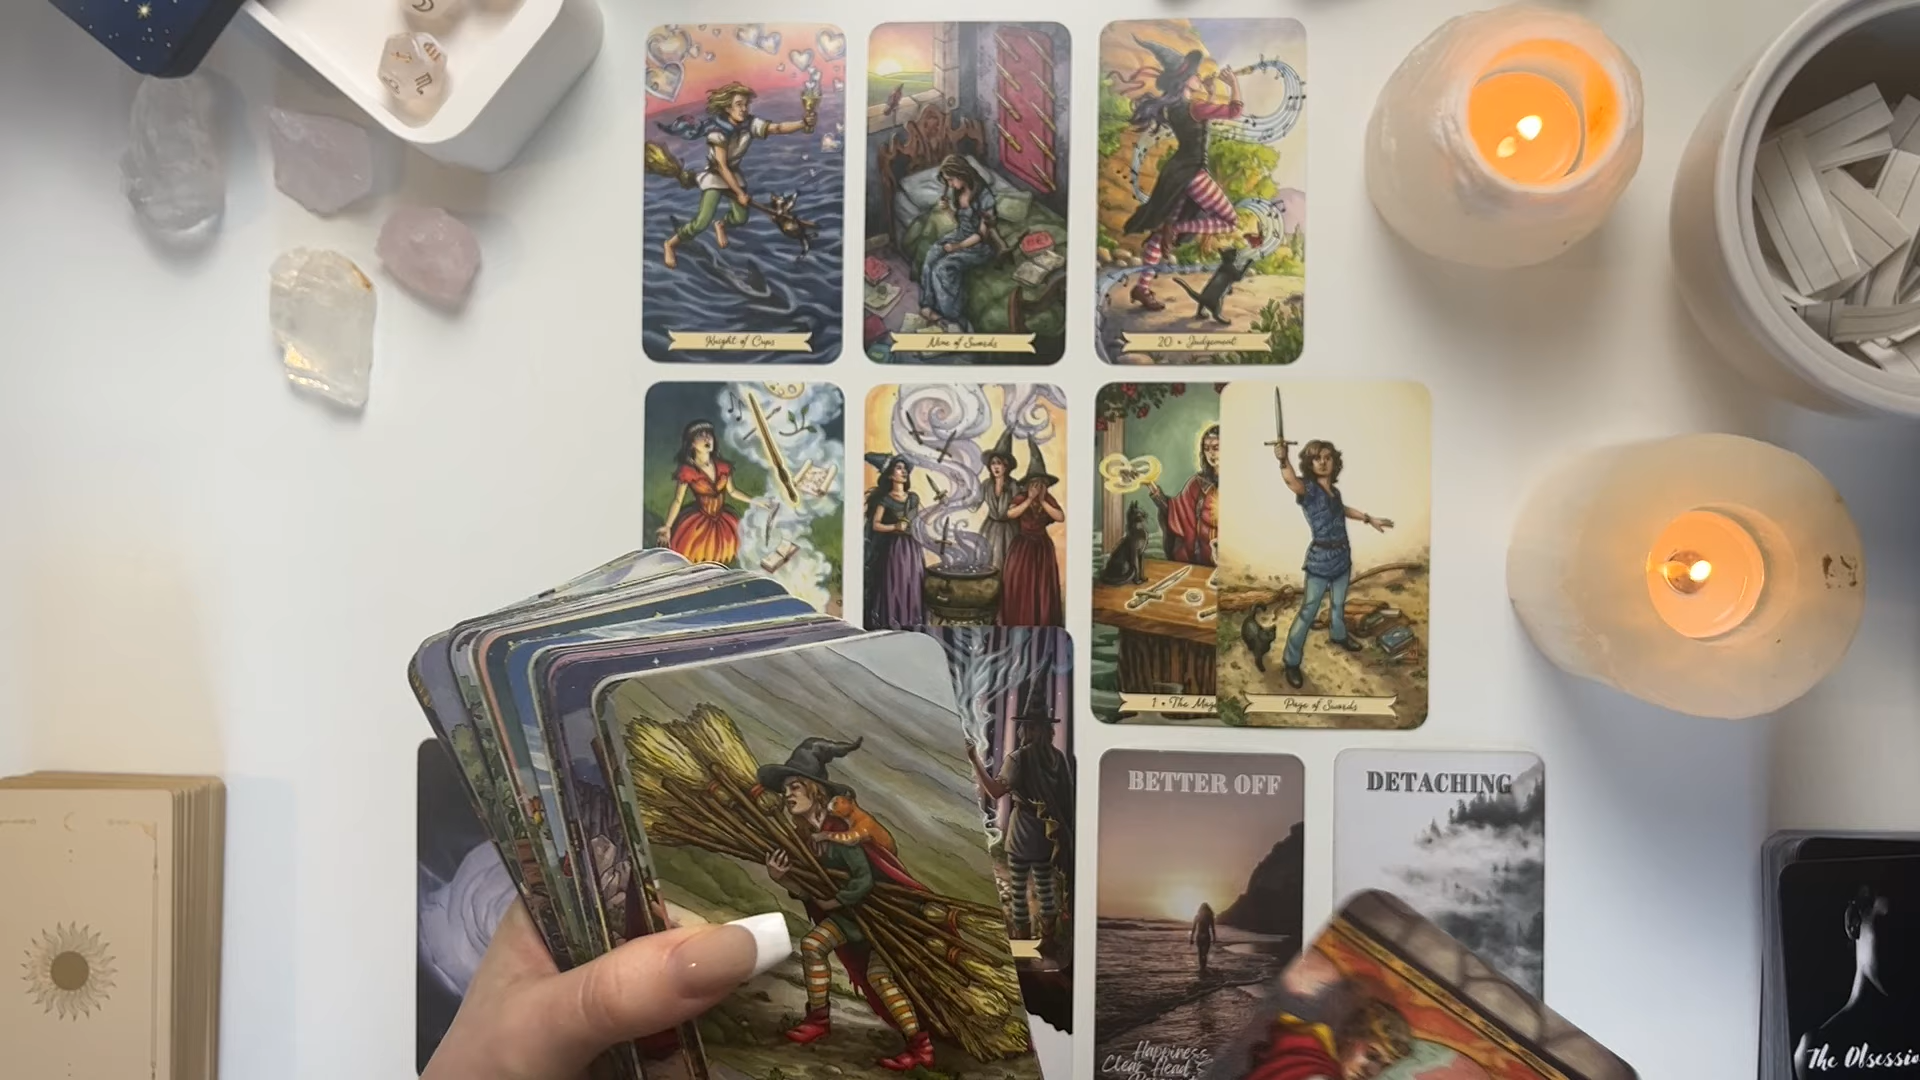 Knight of Cups
Nine of Swords
20 • Judgement
1 • The Mag
Page of Swords
BETTER OFF
DETACHING
Happiness
Clear Head's
The Obsessio